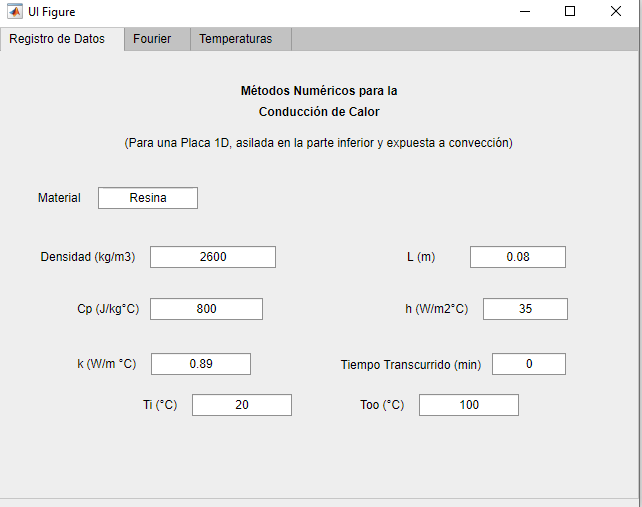 UI Figure
Registro de Datos Fourier Temperaturas
Métodos Numéricos para la
Conducción de Calor
(Para una Placa 1D, asilada en la parte inferior y expuesta a convección)
Material Resina
Densidad (kg/m3) 2600 L (m) 0.08
Cp (J/kg°C) 800 h (W/m2°C) 35
k (W/m °C) 0.89 Tiempo Transcurrido (min) 0
Ti (°C) 20 Too (°C) 100